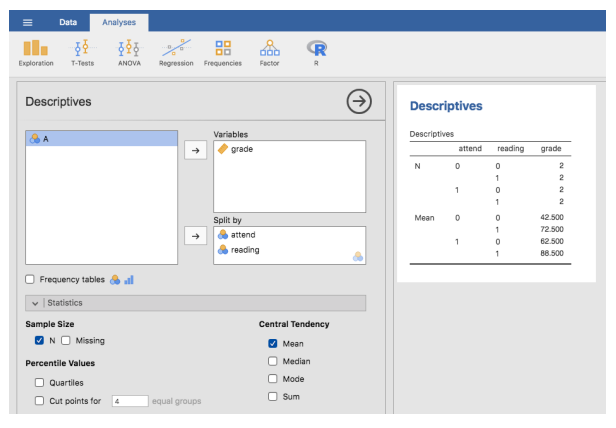 Data Analyses
Exploration T-Tests ANOVA Regression Frequencies Factor R
Descriptives
A
Variables
grade
Split by
attend
reading
Frequency tables
Statistics
Sample Size
N Missing
Percentile Values
Quartiles
Cut points for 4 equal groups
Central Tendency
Mean
Median
Mode
Sum
Descriptives
Descriptives
attend reading grade
N 0 0 2
1 2
1 0 2
1 2
Mean 0 0 42.500
1 72.500
1 0 62.500
1 88.500